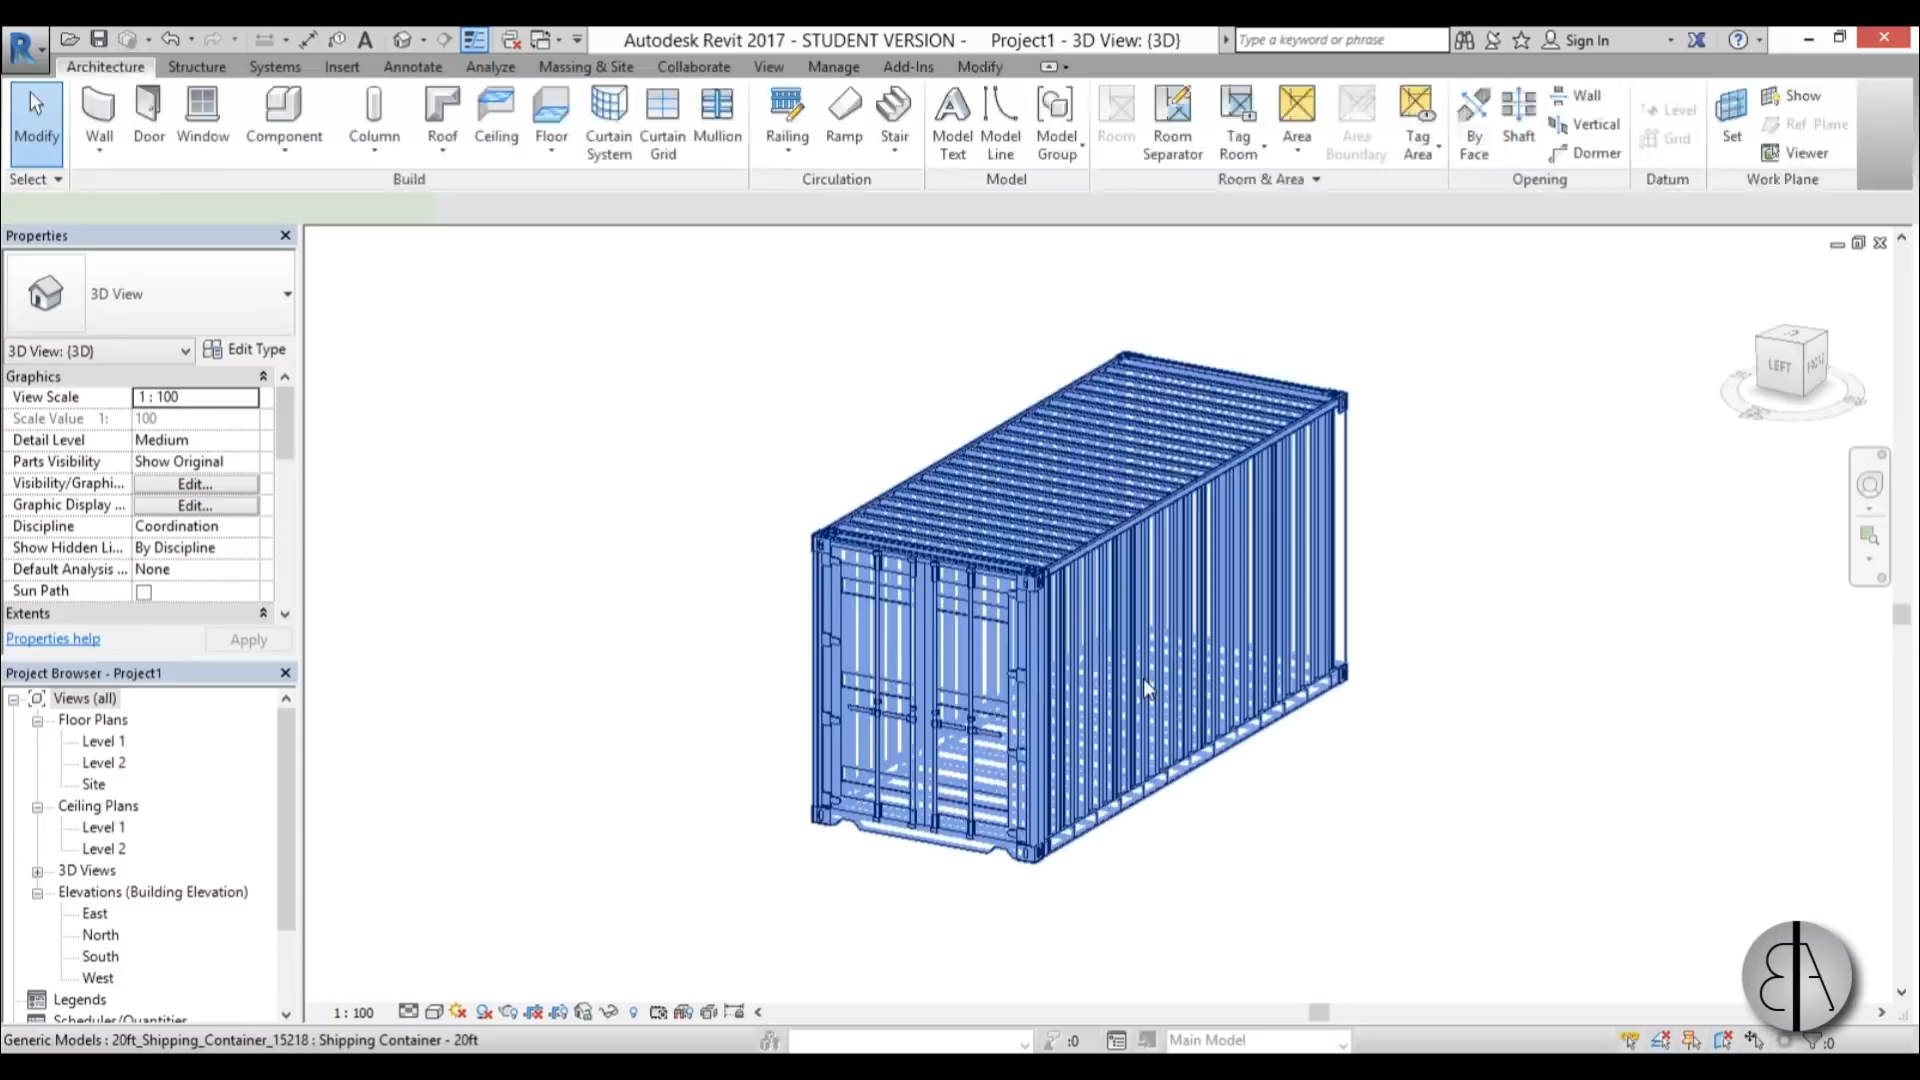 Autodesk Revit 2017 - STUDENT VERSION - Project1 - 3D View: {3D}
Type a keyword or phrase
Sign In
Architecture Structure Systems Insert Annotate Analyze Massing & Site Collaborate View Manage Add-Ins Modify
Modify Wall Door Window Component Column Roof Ceiling Floor Curtain System Curtain Grid Mullion Railing Ramp Stair Model Text Model Line Model Group Room Room Separator Tag Room Area Area Boundary Tag Area By Face Shaft Wall Vertical Dormer Level Grid Set Show Ref Plane Viewer
Select Build Circulation Model Room & Area Opening Datum Work Plane
Properties
3D View
3D View: {3D} Edit Type
Graphics
View Scale 1 : 100
Scale Value 1: 100
Detail Level Medium
Parts Visibility Show Original
Visibility/Graphi... Edit...
Graphic Display ... Edit...
Discipline Coordination
Show Hidden Li... By Discipline
Default Analysis ... None
Sun Path
Extents
Properties help Apply
Project Browser - Project1
Views (all)
Floor Plans
Level 1
Level 2
Site
Ceiling Plans
Level 1
Level 2
3D Views
Elevations (Building Elevation)
East
North
South
West
Legends
Schedules/Quantities
LEFT
1 : 100
Generic Models : 20ft_Shipping_Container_15218 : Shipping Container - 20ft
:0
Main Model
:0